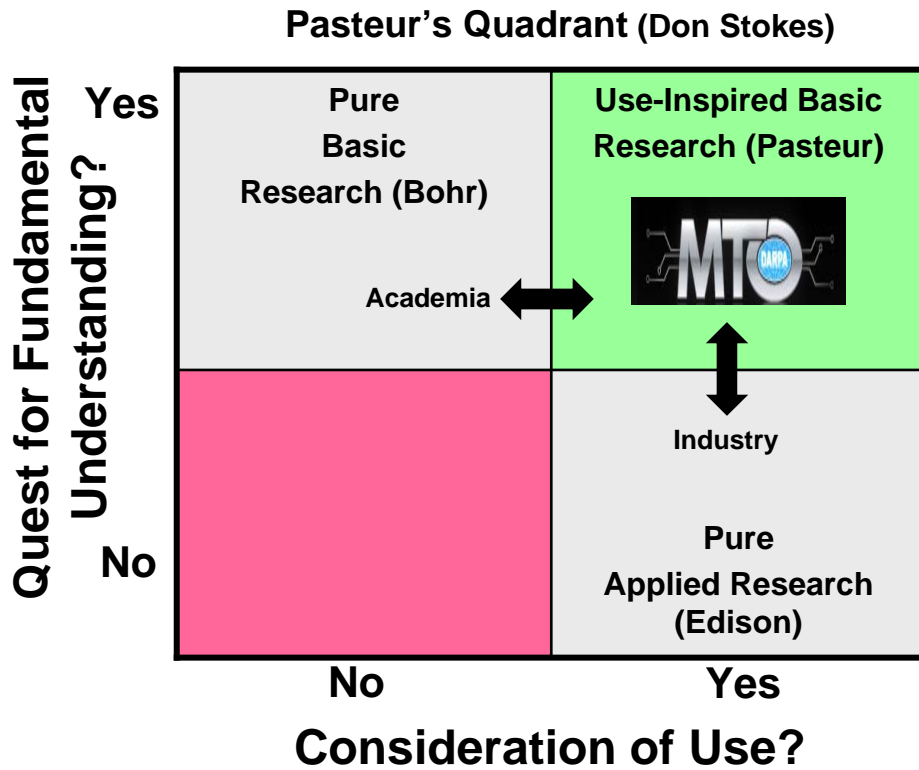 Pasteur's Quadrant (Don Stokes)
Quest for Fundamental
Understanding?
Yes
Pure
Basic
Research (Bohr)
Use-Inspired Basic
Research (Pasteur)
MTO
DARPA
Academia
Industry
No
Pure
Applied Research
(Edison)
No
Yes
Consideration of Use?